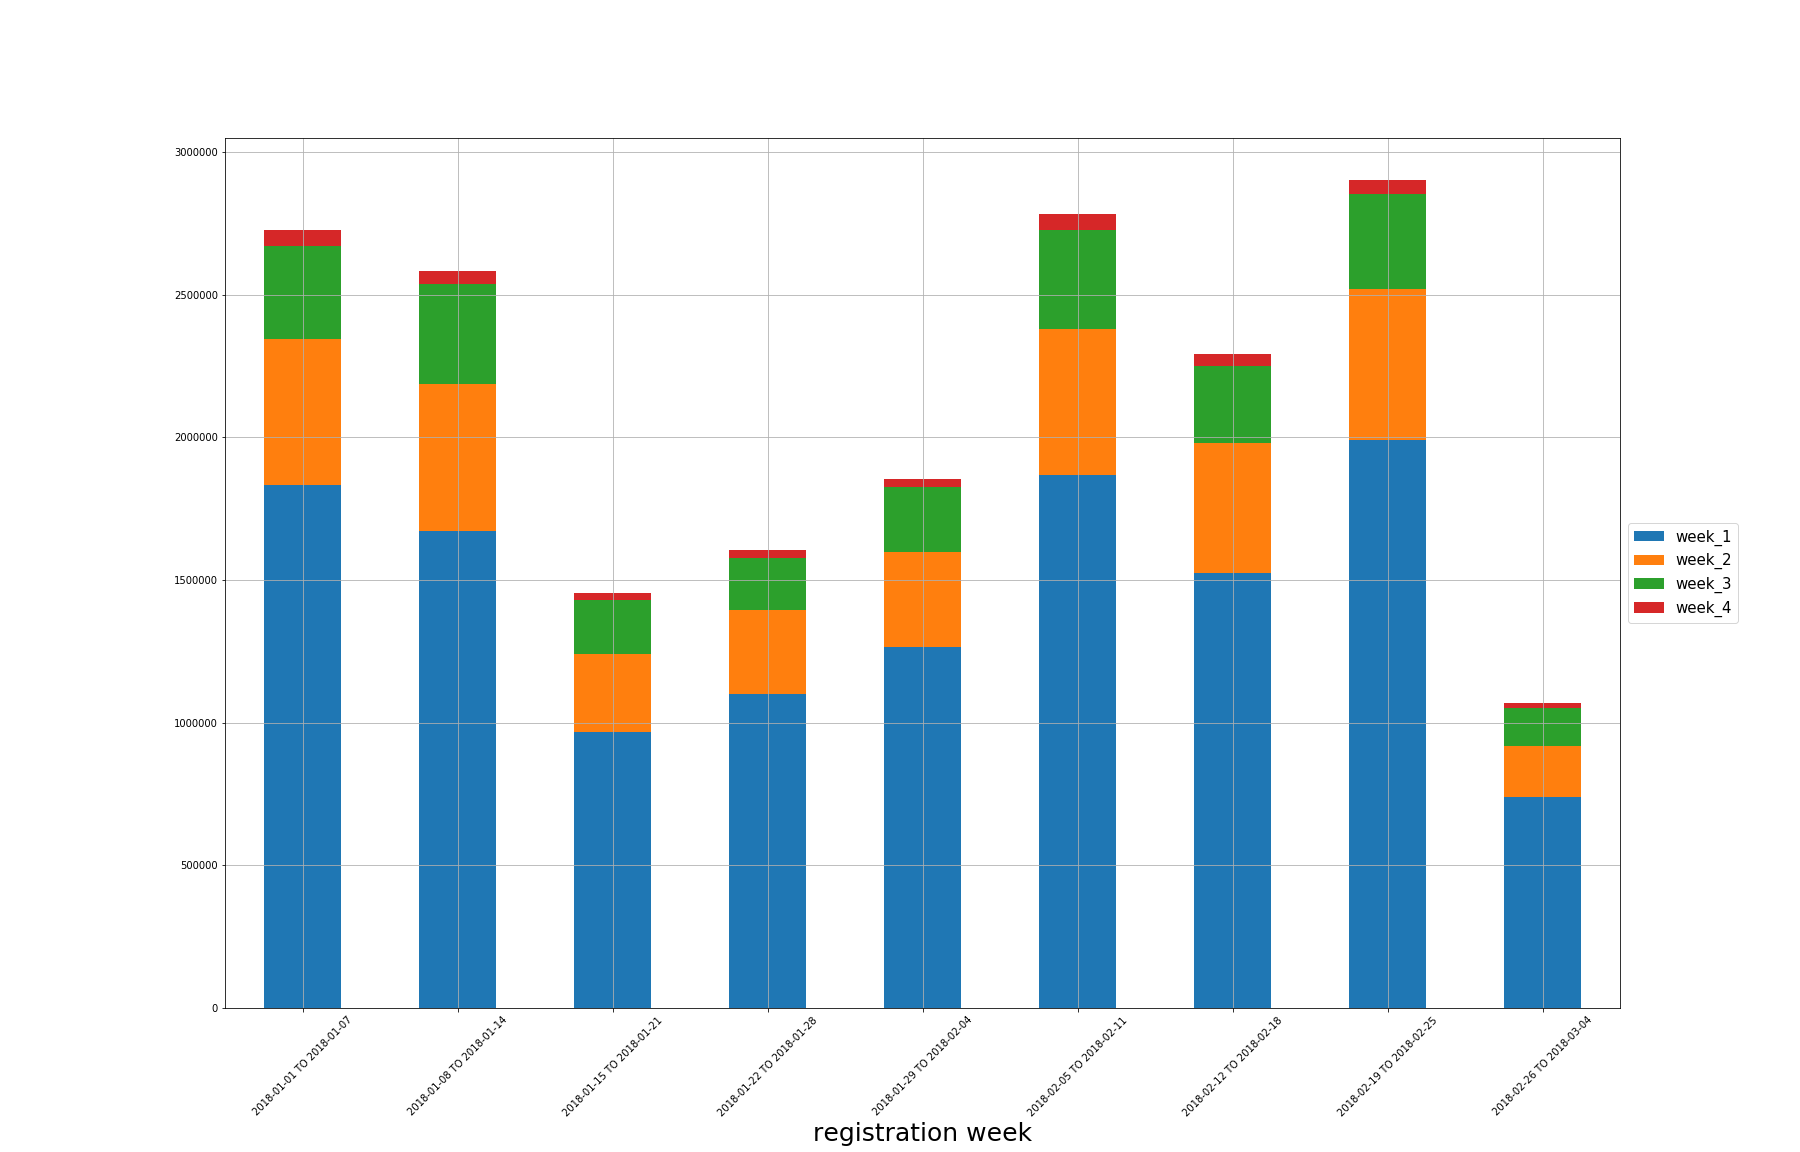 3000000
2500000
2000000
1500000
1000000
500000
0
week_1
week_2
week_3
week_4
2018-01-01 TO 2018-01-07
2018-01-08 TO 2018-01-14
2018-01-15 TO 2018-01-21
2018-01-22 TO 2018-01-28
2018-01-29 TO 2018-02-04
2018-02-05 TO 2018-02-11
2018-02-12 TO 2018-02-18
2018-02-19 TO 2018-02-25
2018-02-26 TO 2018-03-04
registration week